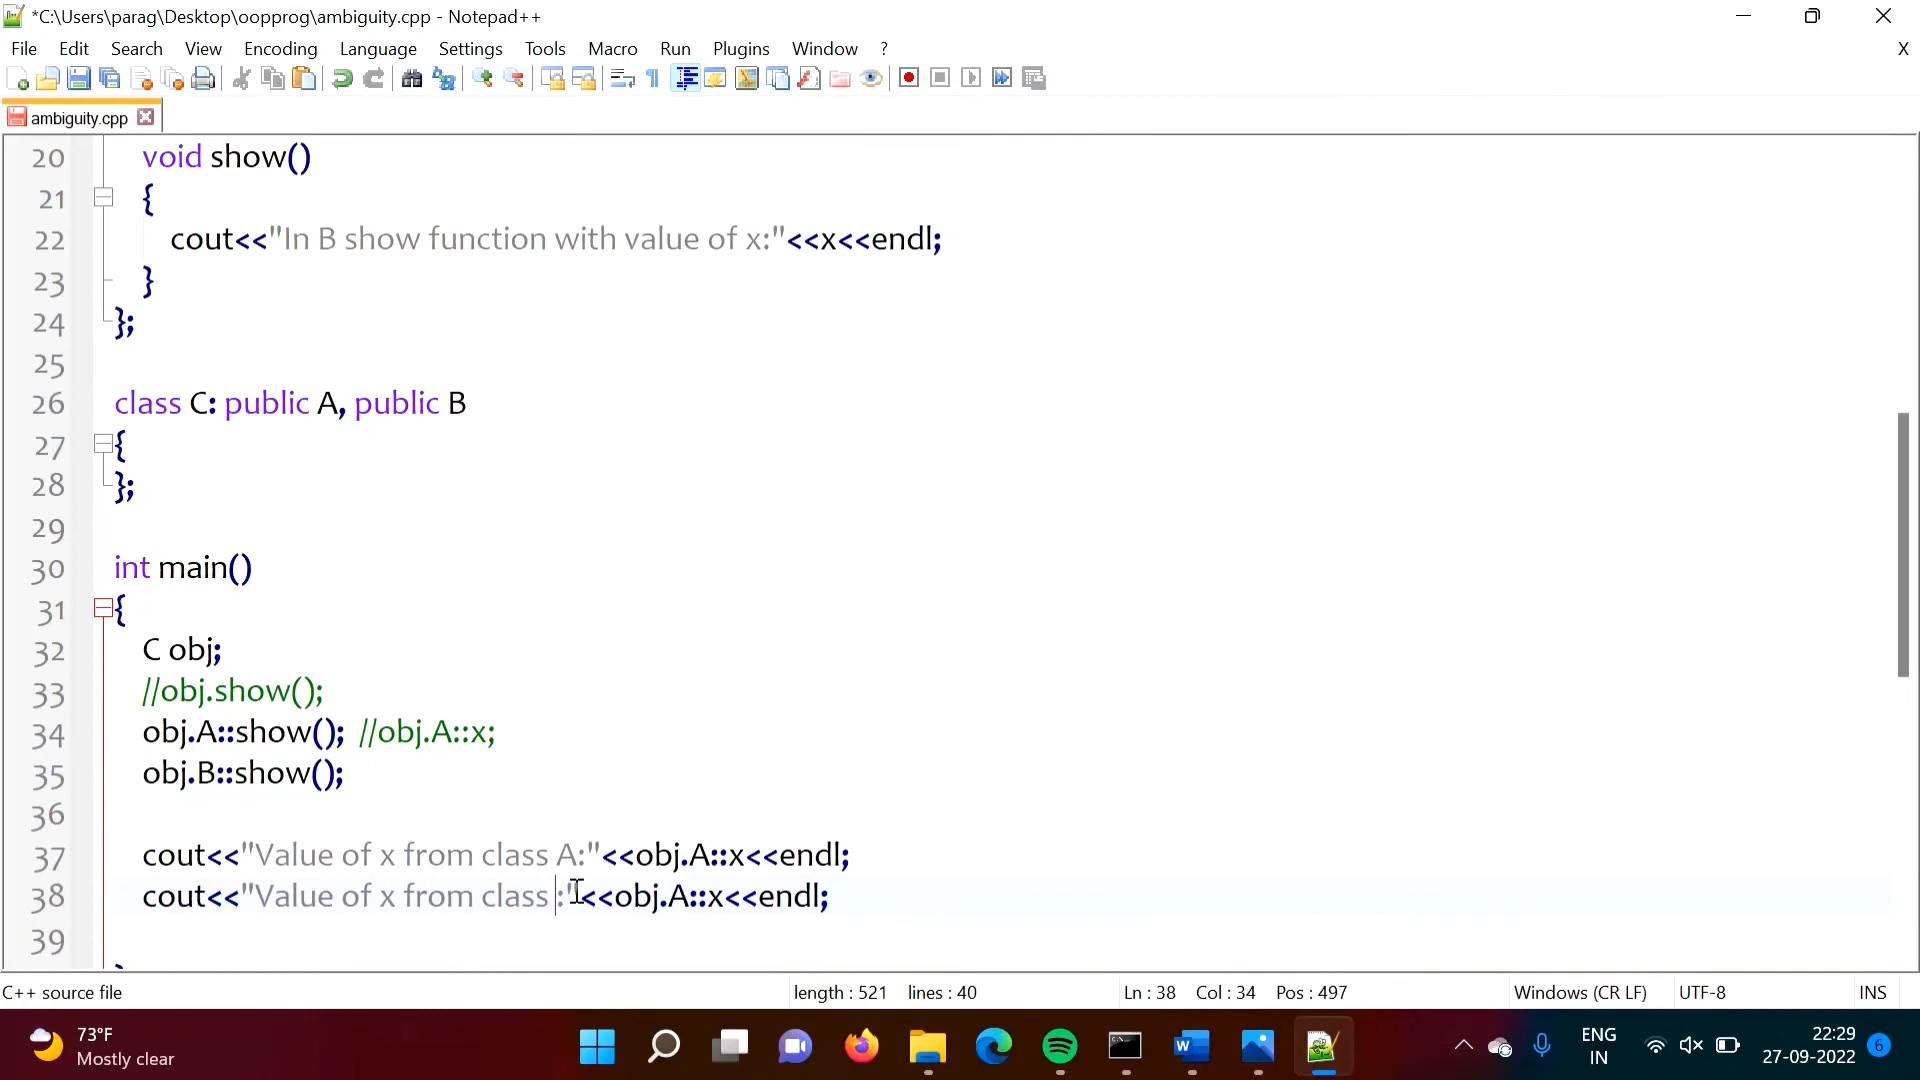 *C:\Users\parag\Desktop\oopprog\ambiguity.cpp - Notepad++
File Edit Search View Encoding Language Settings Tools Macro Run Plugins Window ? X
ambiguity.cpp
20 void show()
21 {
22 cout<<"In B show function with value of x:"<<x<<endl;
23 }
24 };
25
26 class C: public A, public B
27 {
28 };
29
30 int main()
31 {
32 C obj;
33 //obj.show();
34 obj.A::show(); //obj.A::x;
35 obj.B::show();
36
37 cout<<"Value of x from class A:"<<obj.A::x<<endl;
38 cout<<"Value of x from class :"<<obj.A::x<<endl;
39
C++ source file length : 521 lines : 40 Ln : 38 Col : 34 Pos : 497 Windows (CR LF) UTF-8 INS
73°F
Mostly clear
ENG
IN
22:29
27-09-2022
6